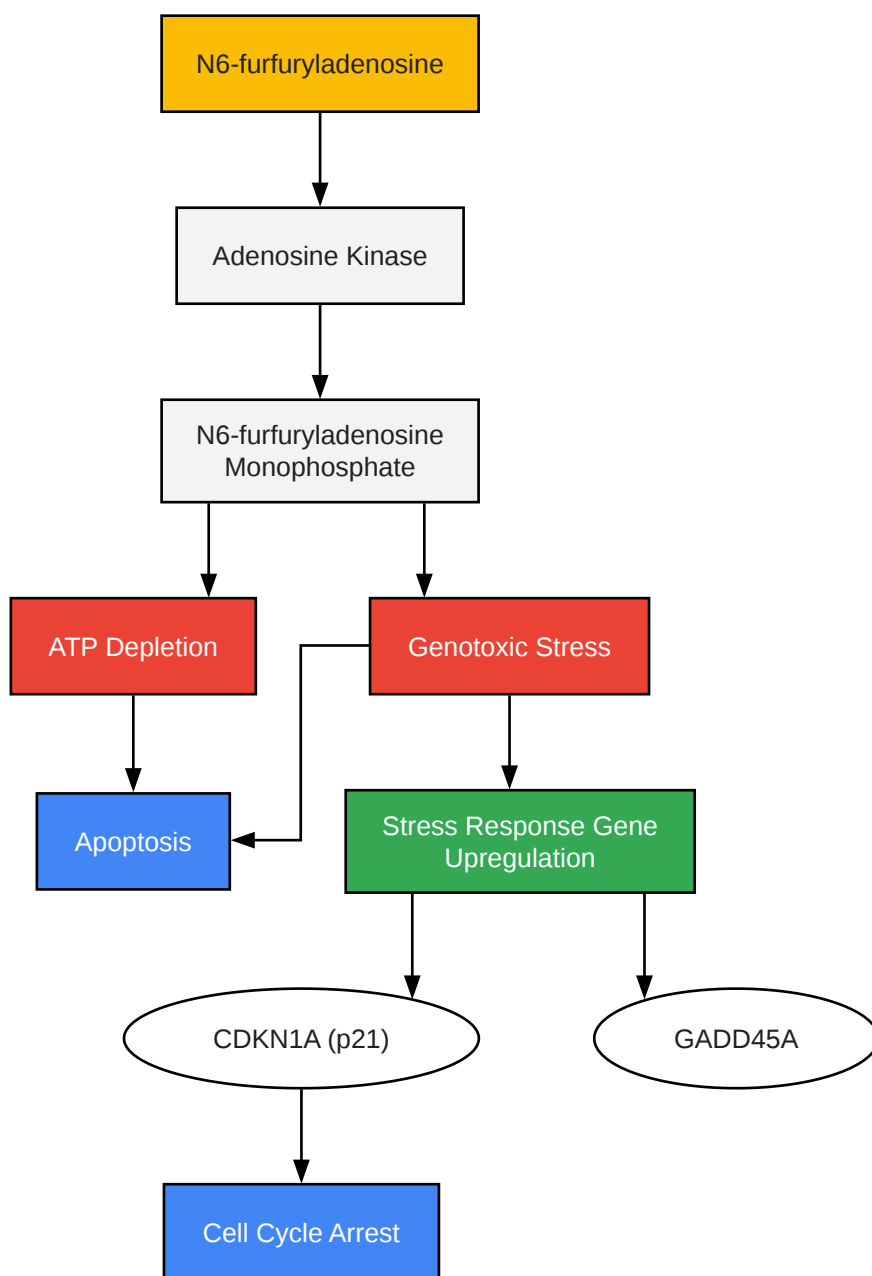 N6-furfuryladenosine
Adenosine Kinase
N6-furfuryladenosine
Monophosphate
ATP Depletion
Genotoxic Stress
Apoptosis
Stress Response Gene
Upregulation
CDKN1A (p21)
GADD45A
Cell Cycle Arrest